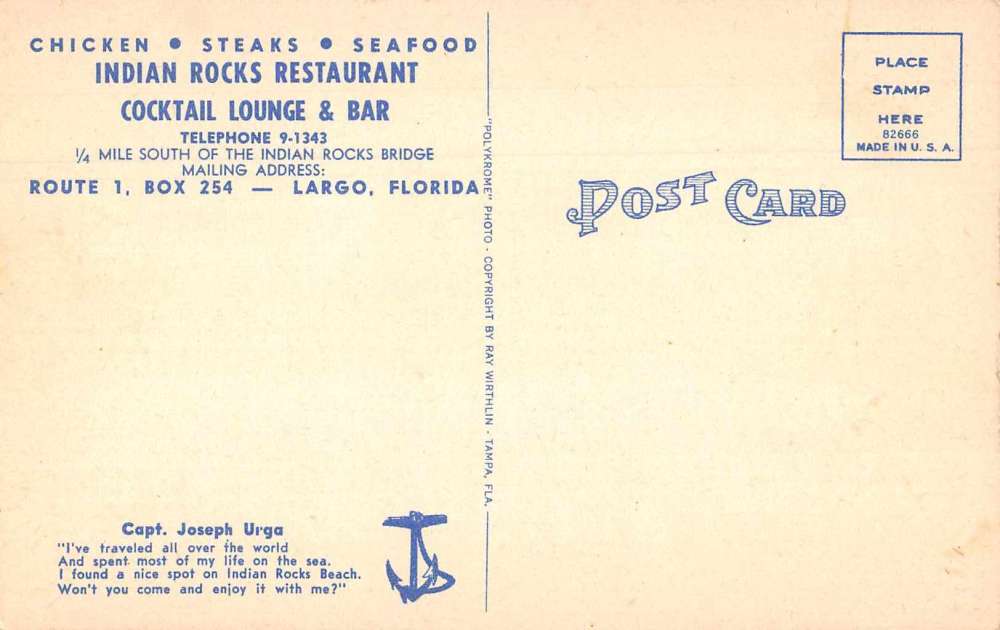 CHICKEN • STEAKS • SEAFOOD
INDIAN ROCKS RESTAURANT
COCKTAIL LOUNGE & BAR
TELEPHONE 9-1343
1/4 MILE SOUTH OF THE INDIAN ROCKS BRIDGE
MAILING ADDRESS:
ROUTE 1, BOX 254 — LARGO, FLORIDA
Capt. Joseph Urga
"I've traveled all over the world
And spent most of my life on the sea.
I found a nice spot on Indian Rocks Beach.
Won't you come and enjoy it with me?"
"POLYKROME" PHOTO - COPYRIGHT BY RAY WIRTHLIN - TAMPA, FLA.
POST CARD
PLACE
STAMP
HERE
82666
MADE IN U. S. A.